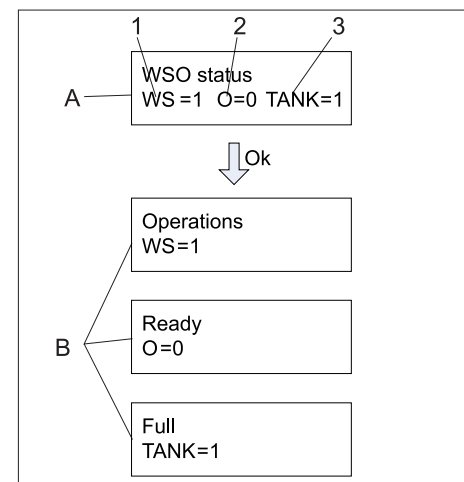 1 2 3
WSO status
A
WS=1 O=0 TANK=1
Ok
Operations
WS=1
Ready
O=0
B
Full
TANK=1